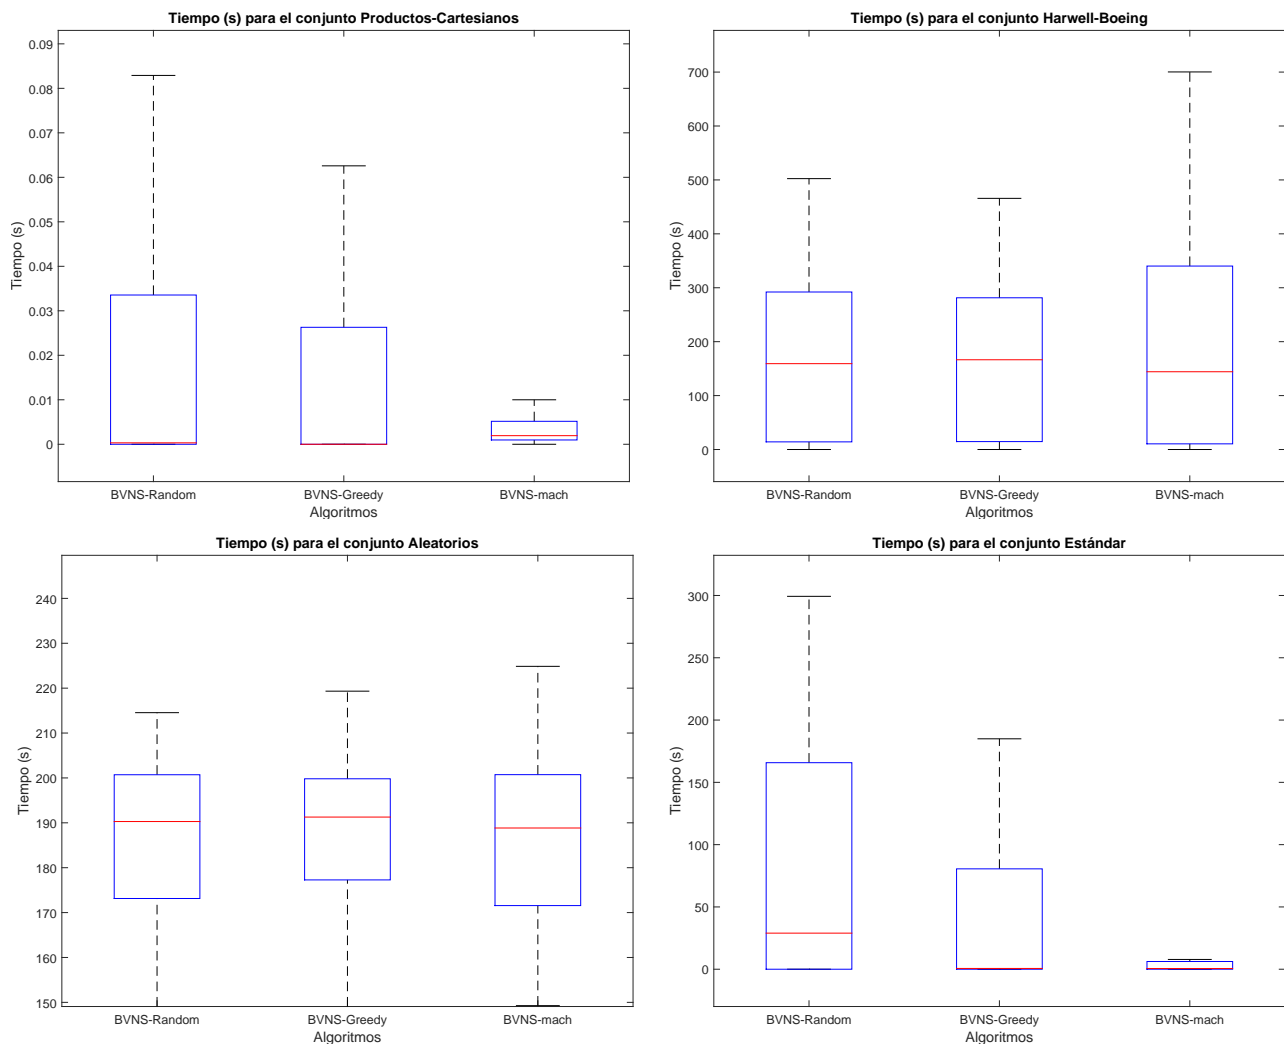 Tiempo (s) para el conjunto Productos-Cartesianos
0.09
0.08
0.07
0.06
0.05
0.04
0.03
0.02
0.01
0
Tiempo (s)
BVNS-Random
BVNS-Greedy
BVNS-mach
Algoritmos
Tiempo (s) para el conjunto Harwell-Boeing
700
600
500
400
300
200
100
0
Tiempo (s)
BVNS-Random
BVNS-Greedy
BVNS-mach
Algoritmos
Tiempo (s) para el conjunto Aleatorios
240
230
220
210
200
190
180
170
160
150
Tiempo (s)
BVNS-Random
BVNS-Greedy
BVNS-mach
Algoritmos
Tiempo (s) para el conjunto Estándar
300
250
200
150
100
50
0
Tiempo (s)
BVNS-Random
BVNS-Greedy
BVNS-mach
Algoritmos